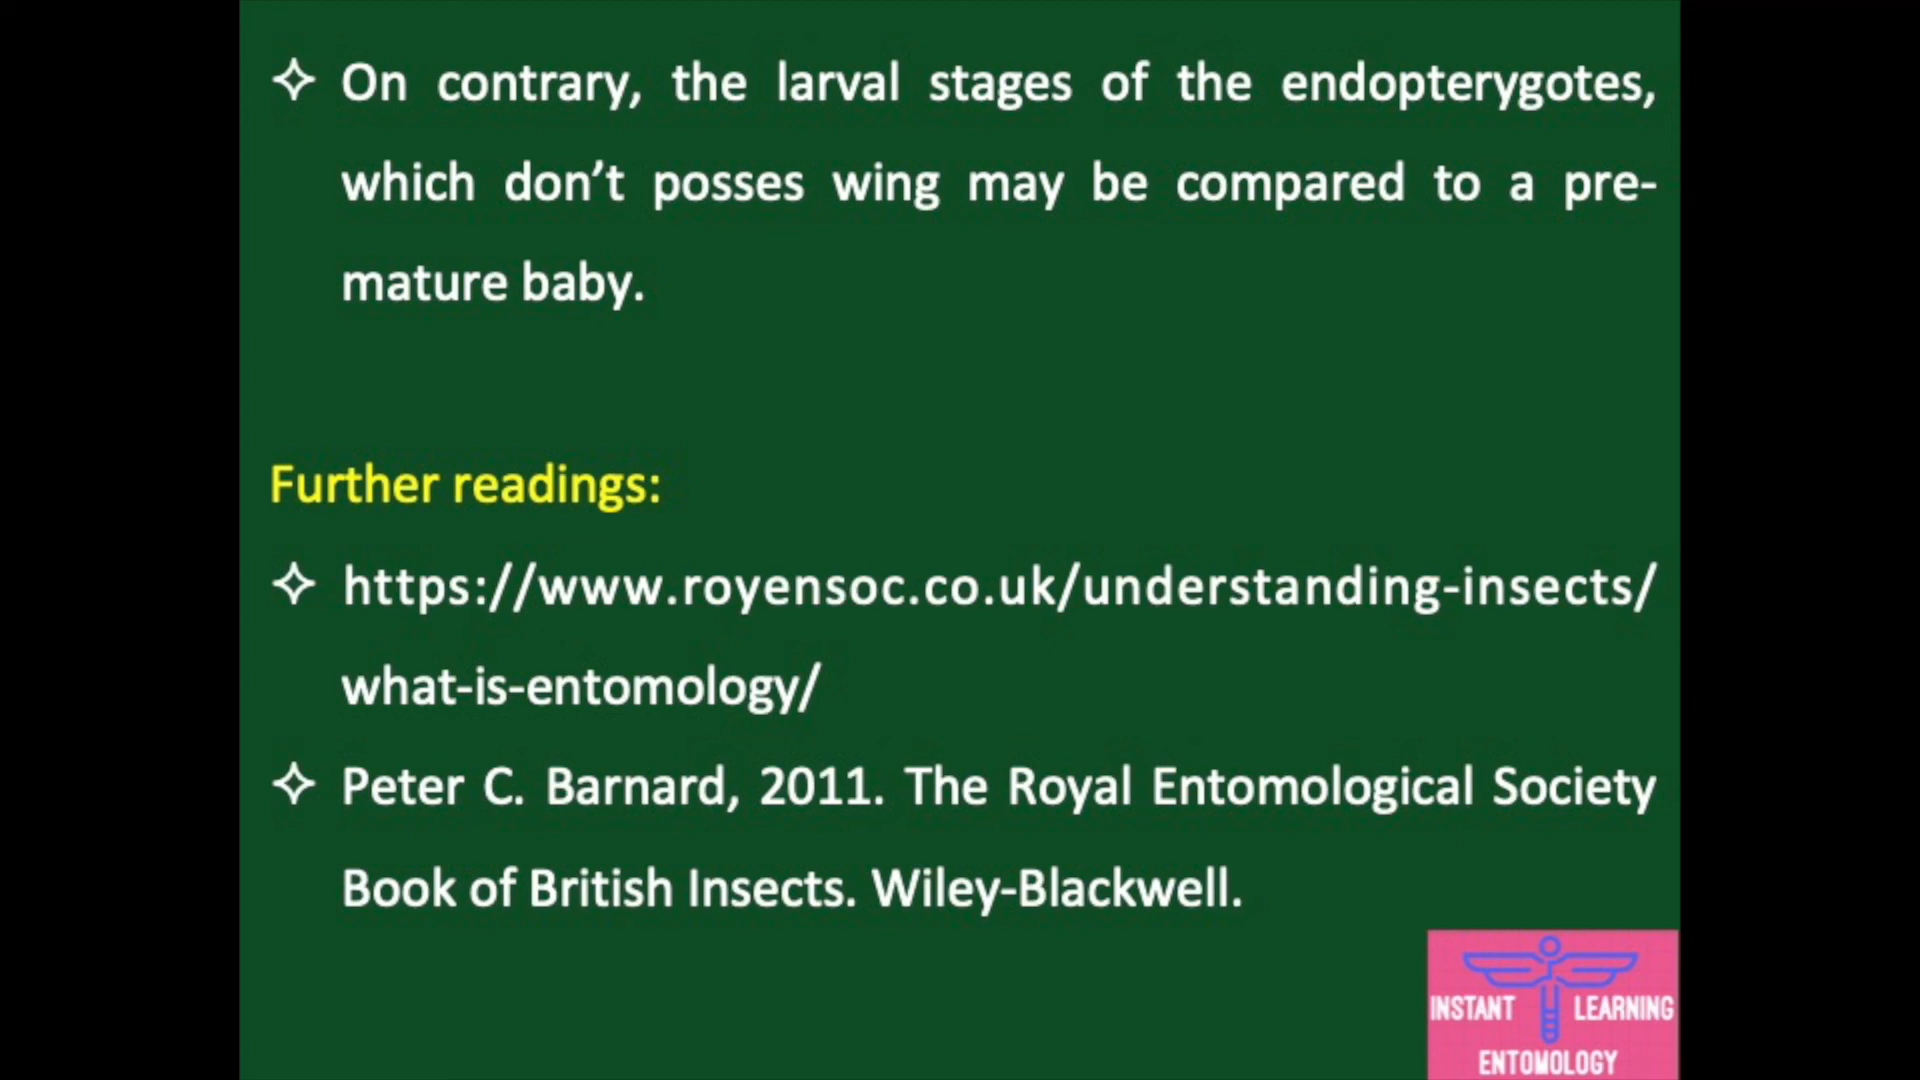 ✧ On contrary, the larval stages of the endopterygotes,
which don’t posses wing may be compared to a pre-
mature baby.
Further readings:
✧ https://www.royensoc.co.uk/understanding-insects/
what-is-entomology/
✧ Peter C. Barnard, 2011. The Royal Entomological Society
Book of British Insects. Wiley-Blackwell.
INSTANT LEARNING
ENTOMOLOGY